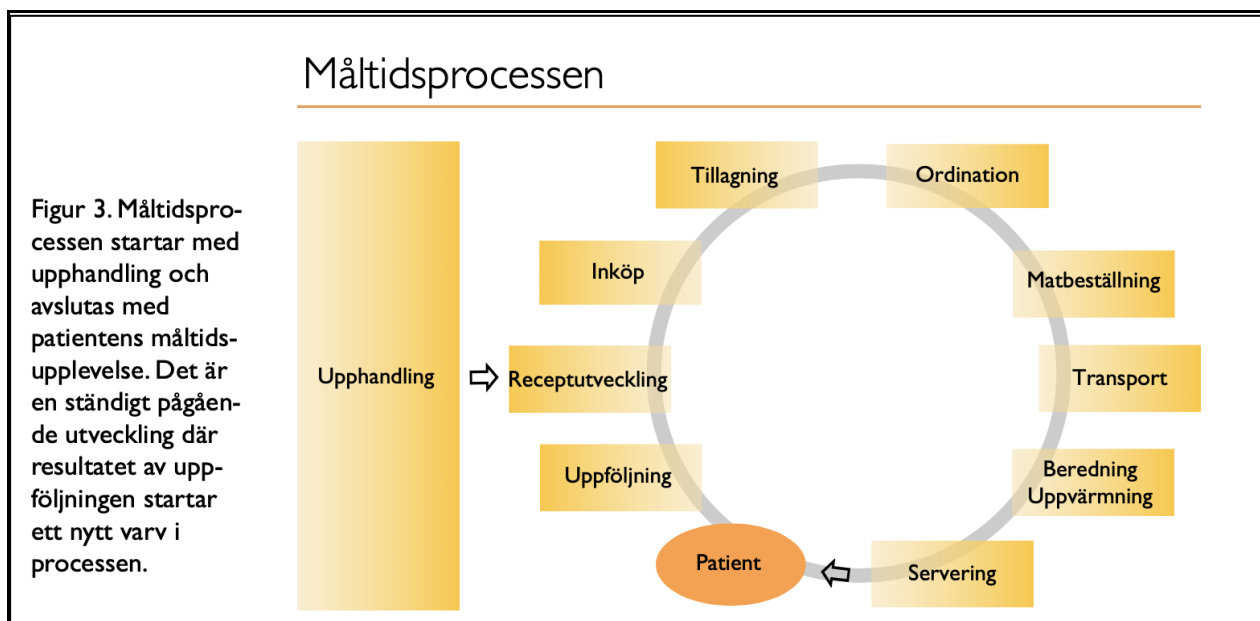 Måltidsprocessen
Figur 3. Måltidspro-
cessen startar med
upphandling och
avslutas med
patientens måltids-
upplevelse. Det är
en ständigt pågåen-
de utveckling där
resultatet av upp-
följningen startar
ett nytt varv i
processen.
Upphandling
Receptutveckling
Inköp
Tillagning
Ordination
Matbeställning
Transport
Beredning
Uppvärmning
Servering
Patient
Uppföljning